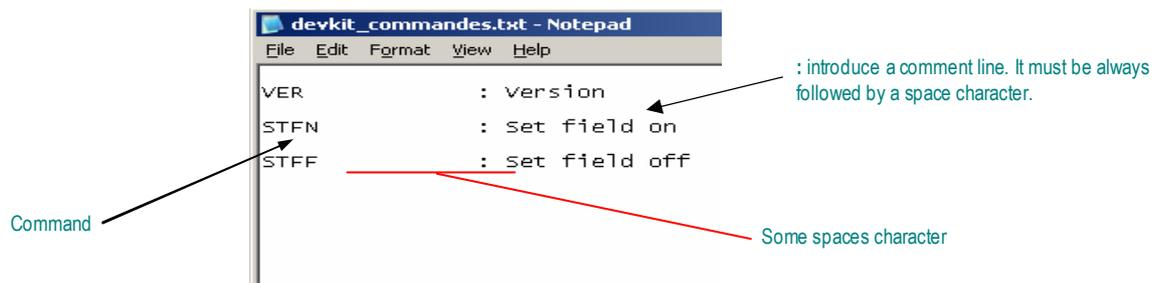 devkit_commandes.txt - Notepad
File Edit Format View Help
VER : Version
STFN : Set field on
STFF : Set field off
: introduce a comment line. It must be always
followed by a space character.
Command
Some spaces character